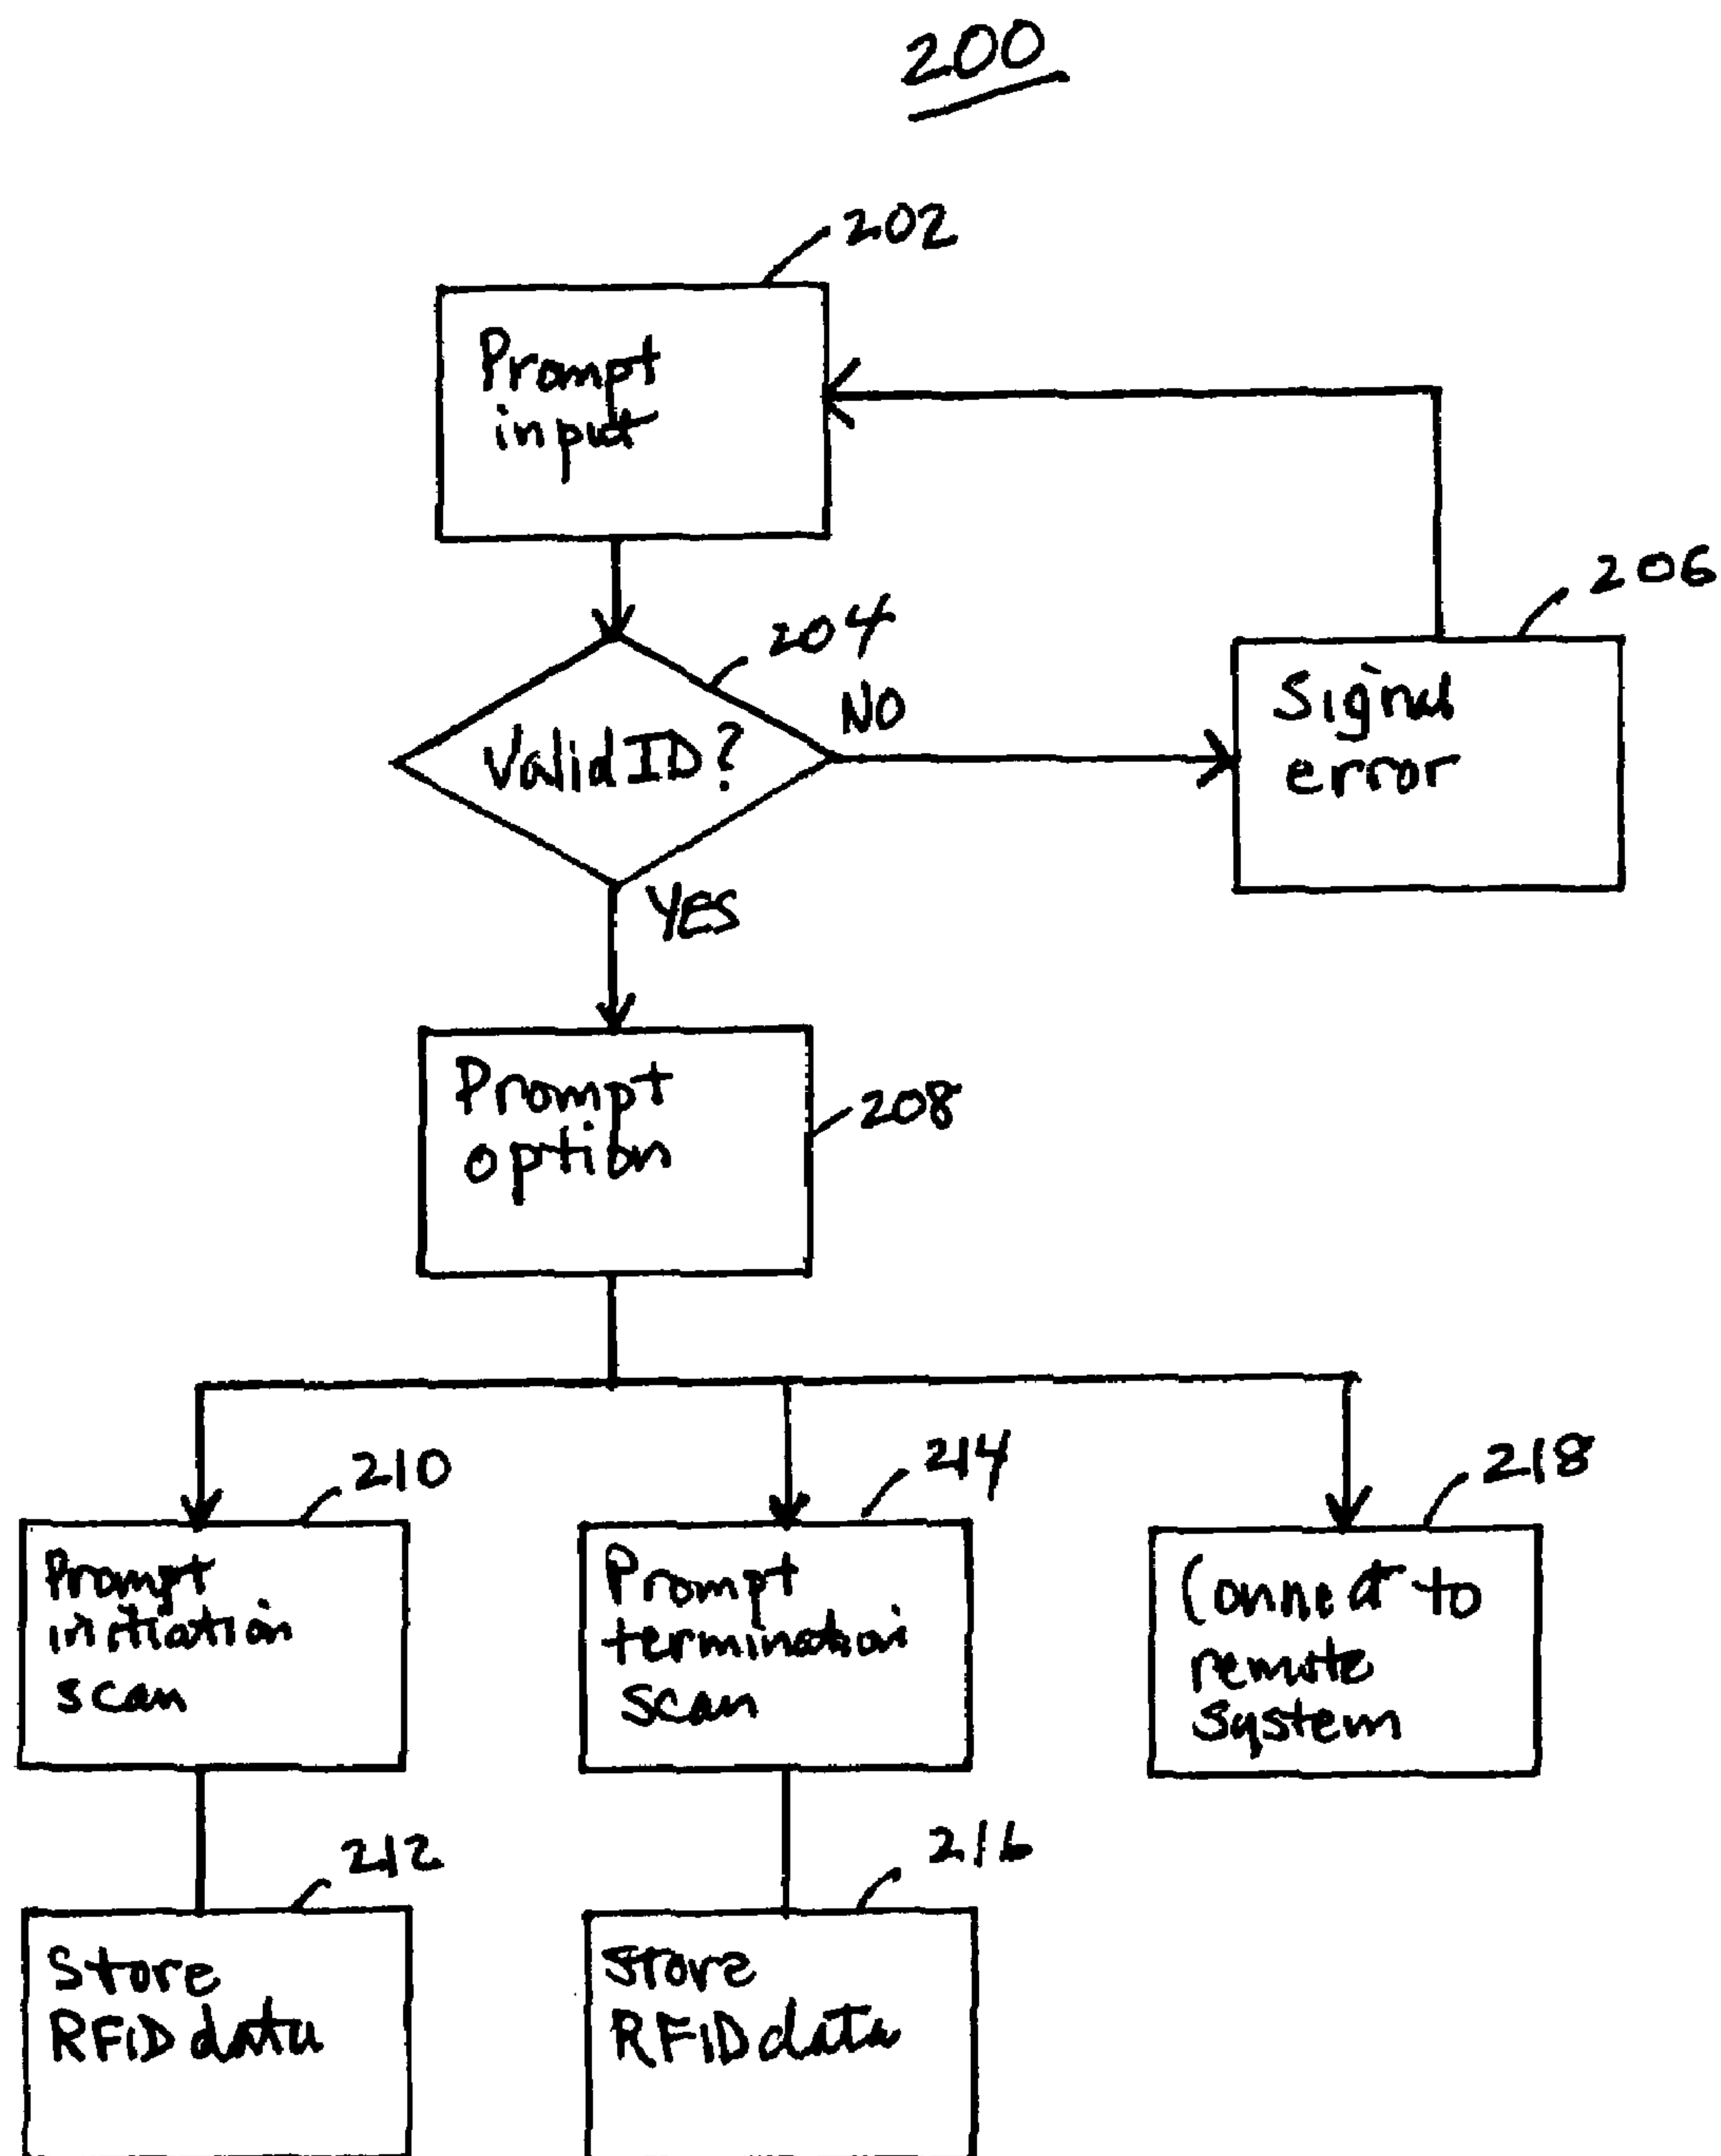 200
202
Prompt
input
204
NO
206
Signal
error
Valid ID?
YES
Prompt
option
208
210
214
218
Prompt
initiation
scan
Prompt
termination
scan
Connect to
remote
system
212
216
Store
RFID data
Store
RFID data